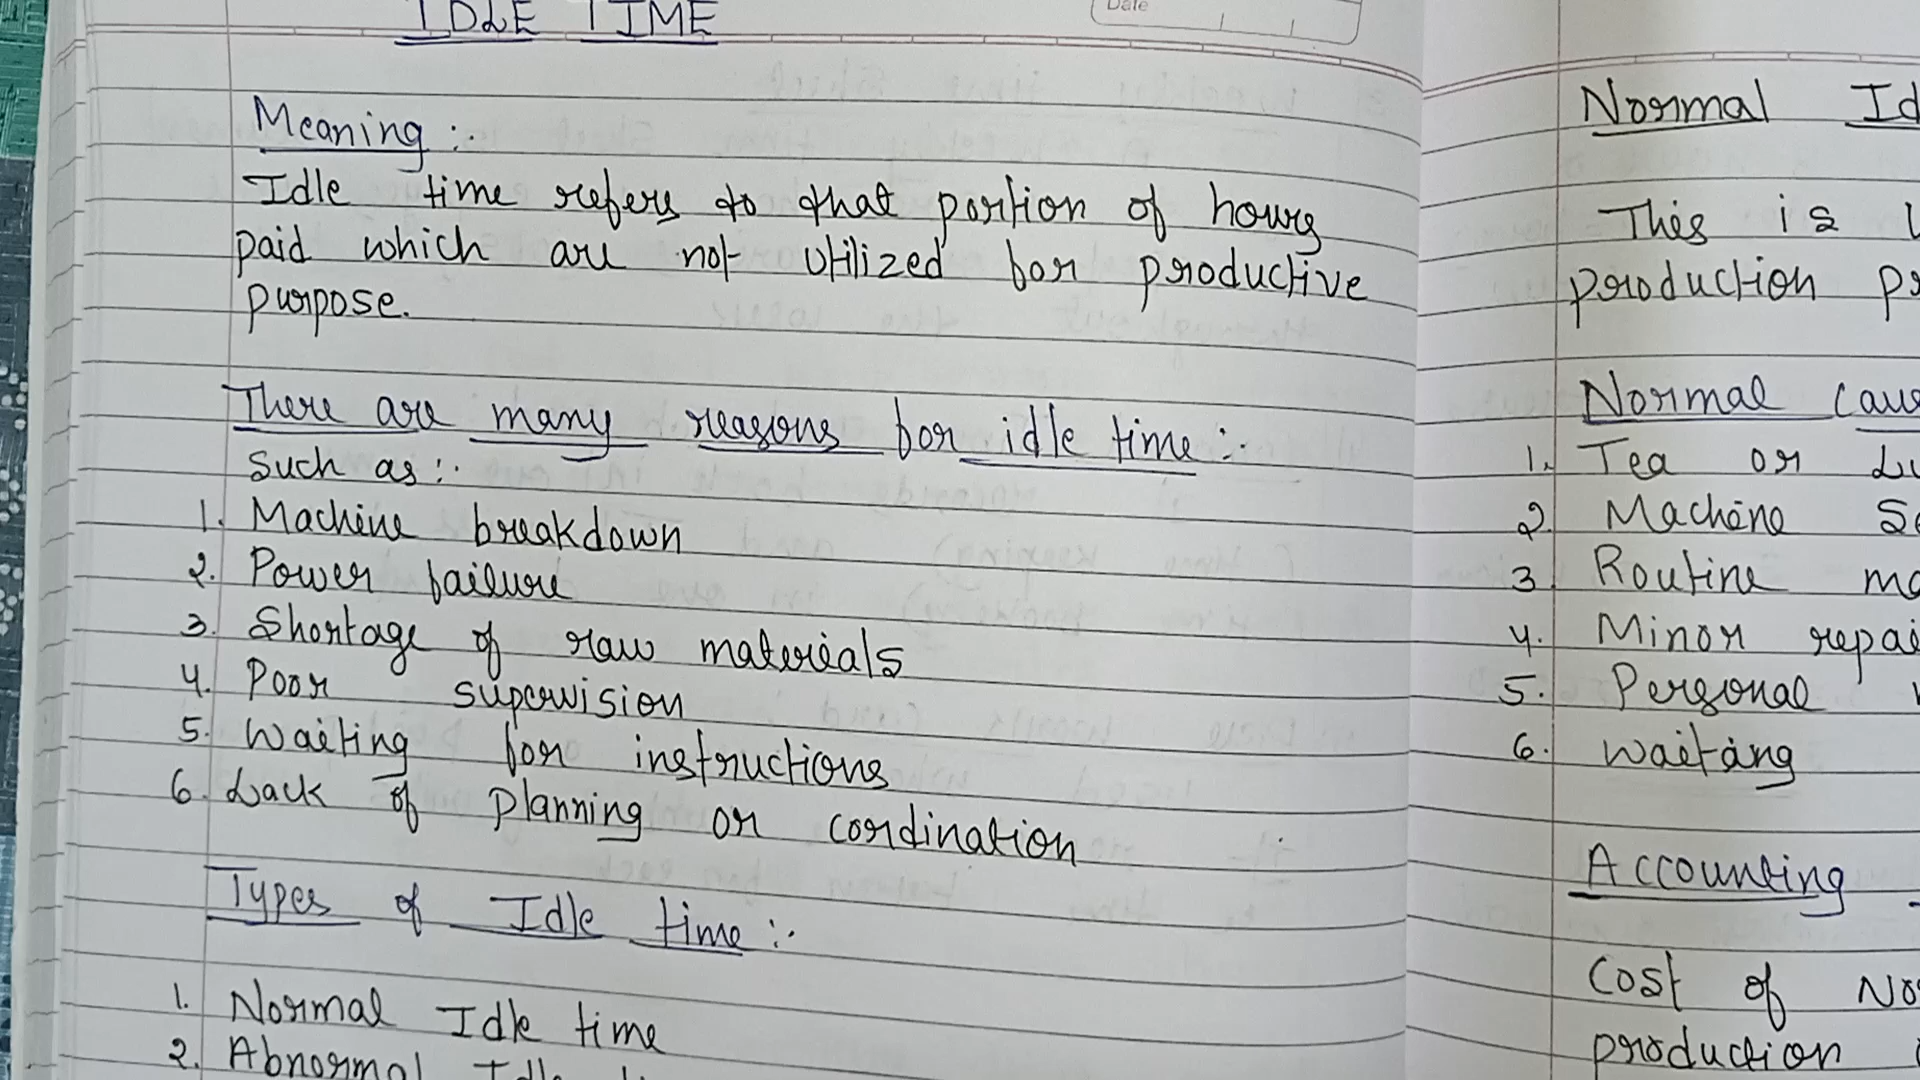 IDLE TIME
Date
Meaning :-
Idle time refers to that portion of hours
paid which are not utilized for productive
purpose.
There are many reasons for idle time :-
Such as :-
1. Machine breakdown
2. Power failure
3. Shortage of raw materials
4. Poor supervision
5. Waiting for instructions
6. Lack of planning or cordination
Types of Idle time :-
1. Normal Idle time
2. Abnormal Idle
Normal
This is
production
Normal
1. Tea or
2. Machine
3 Routine
4. Minor
5. Personal
6. waiting
Accounting
Cost of
production